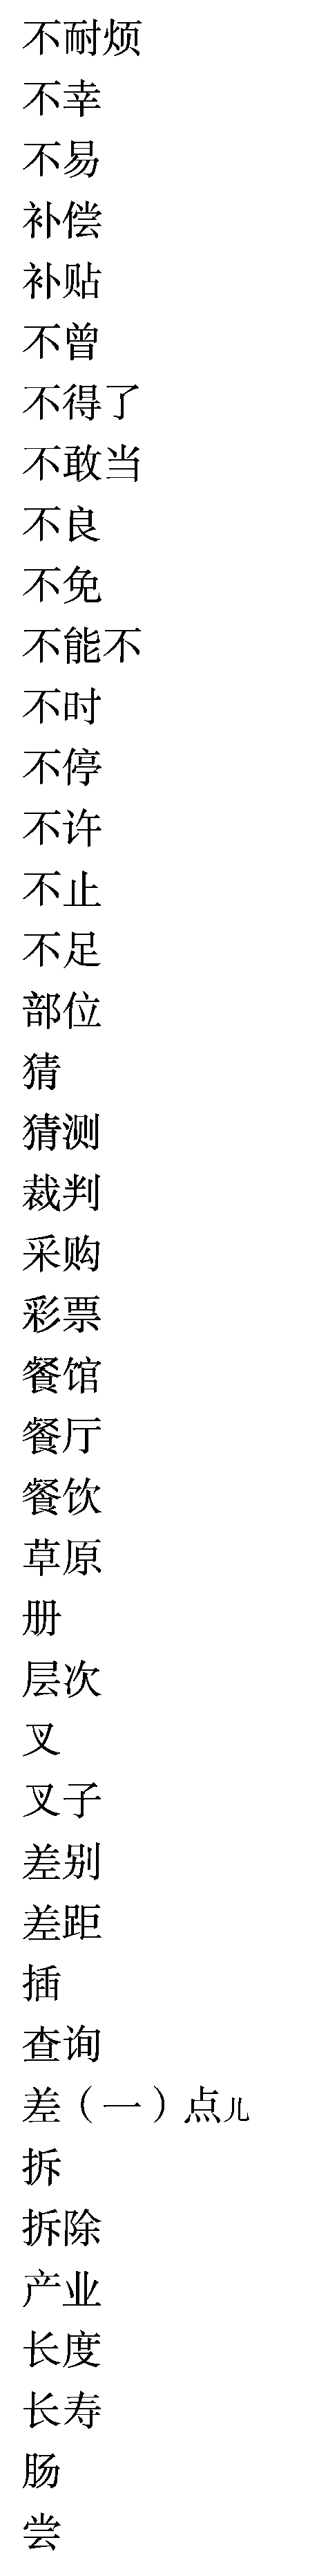 不耐烦
不幸
不易
补偿
补贴
不曾
不得了
不敢当
不良
不免
不能不
不时
不停
不许
不止
不足
部位
猜
猜测
裁判
采购
彩票
餐馆
餐厅
餐饮
草原
册
层次
叉
叉子
差别
差距
插
查询
差（一）点儿
拆
拆除
产业
长度
长寿
肠
尝